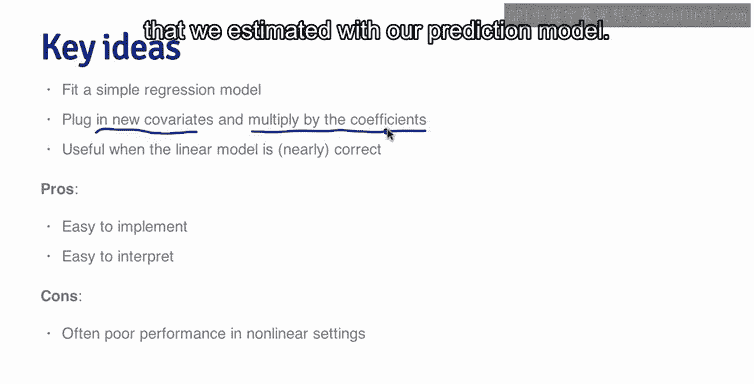 that we estimated with our prediction model.
Key ideas
· Fit a simple regression model
· Plug in new covariates and multiply by the coefficients
· Useful when the linear model is (nearly) correct
Pros:
· Easy to implement
· Easy to interpret
Cons:
· Often poor performance in nonlinear settings